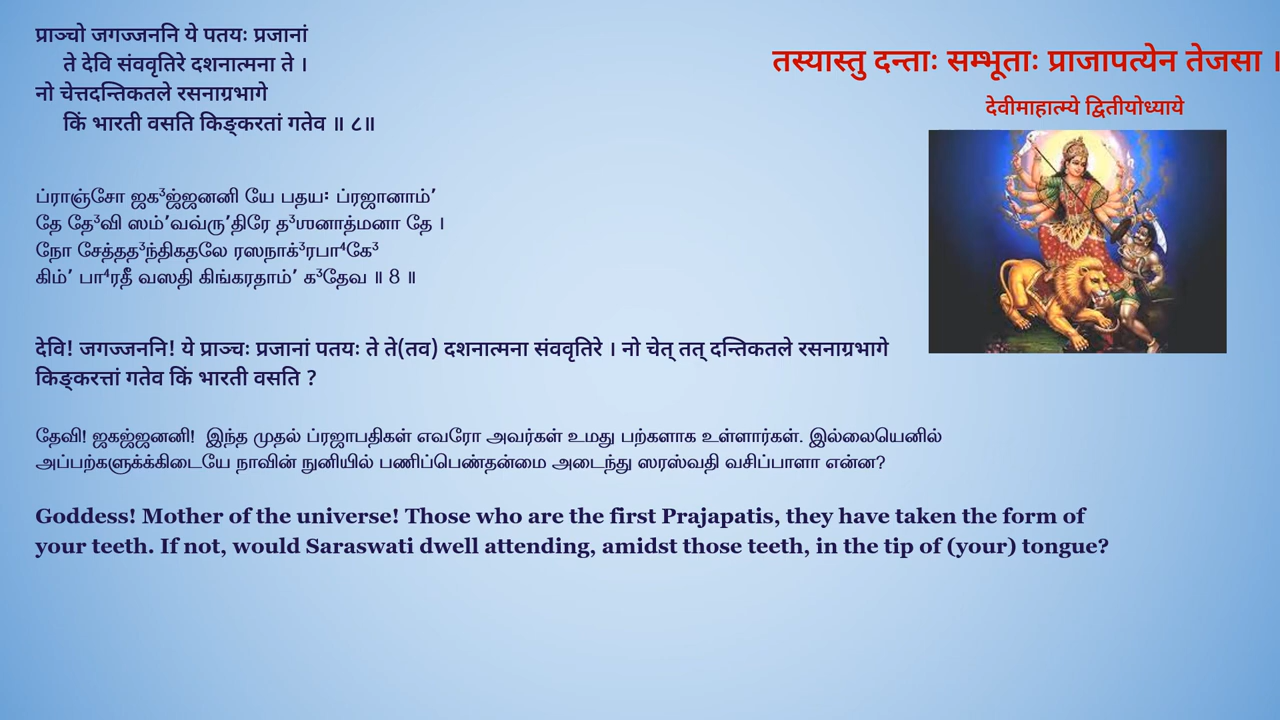 प्राञ्चो जगज्जननि ये पतयः प्रजानां
ते देवि संववृतिरे दशनात्मना ते ।
नो चेत्तदन्तिकतले रसनाग्रभागे
किं भारती वसति किङ्करतां गतेव ॥ ८॥
तस्यास्तु दन्ताः सम्भूताः प्राजापत्येन तेजसा ।
देवीमाहात्म्ये द्वितीयोध्याये
ப்ராஞ்சோ ஜக³ஜ்ஜனனி யே பதய꞉ ப்ரஜானாம்ʼ
தே தே³வி ஸம்ʼவவ்ருʼதிரே த³ஶனாத்மனா தே ।
நோ சேத்தத³ந்திகதலே ரஸநாக்³ரபா⁴கே³
கிம்ʼ பா⁴ரதீ வஸதி கிங்கரதாம்ʼ க³தேவ ॥ 8 ॥
देवि! जगज्जननि! ये प्राञ्चः प्रजानां पतयः ते ते(तव) दशनात्मना संववृतिरे । नो चेत् तत् दन्तिकतले रसनाग्रभागे
किङ्करत्तां गतेव किं भारती वसति ?
தேவி! ஜகஜ்ஜனனி! இந்த முதல் ப்ரஜாபதிகள் எவரோ அவர்கள் உமது பற்களாக உள்ளார்கள். இல்லையெனில்
அப்பற்களுக்க்கிடையே நாவின் நுனியில் பணிப்பெண்தன்மை அடைந்து ஸரஸ்வதி வசிப்பாளா என்ன?
Goddess! Mother of the universe! Those who are the first Prajapatis, they have taken the form of
your teeth. If not, would Saraswati dwell attending, amidst those teeth, in the tip of (your) tongue?